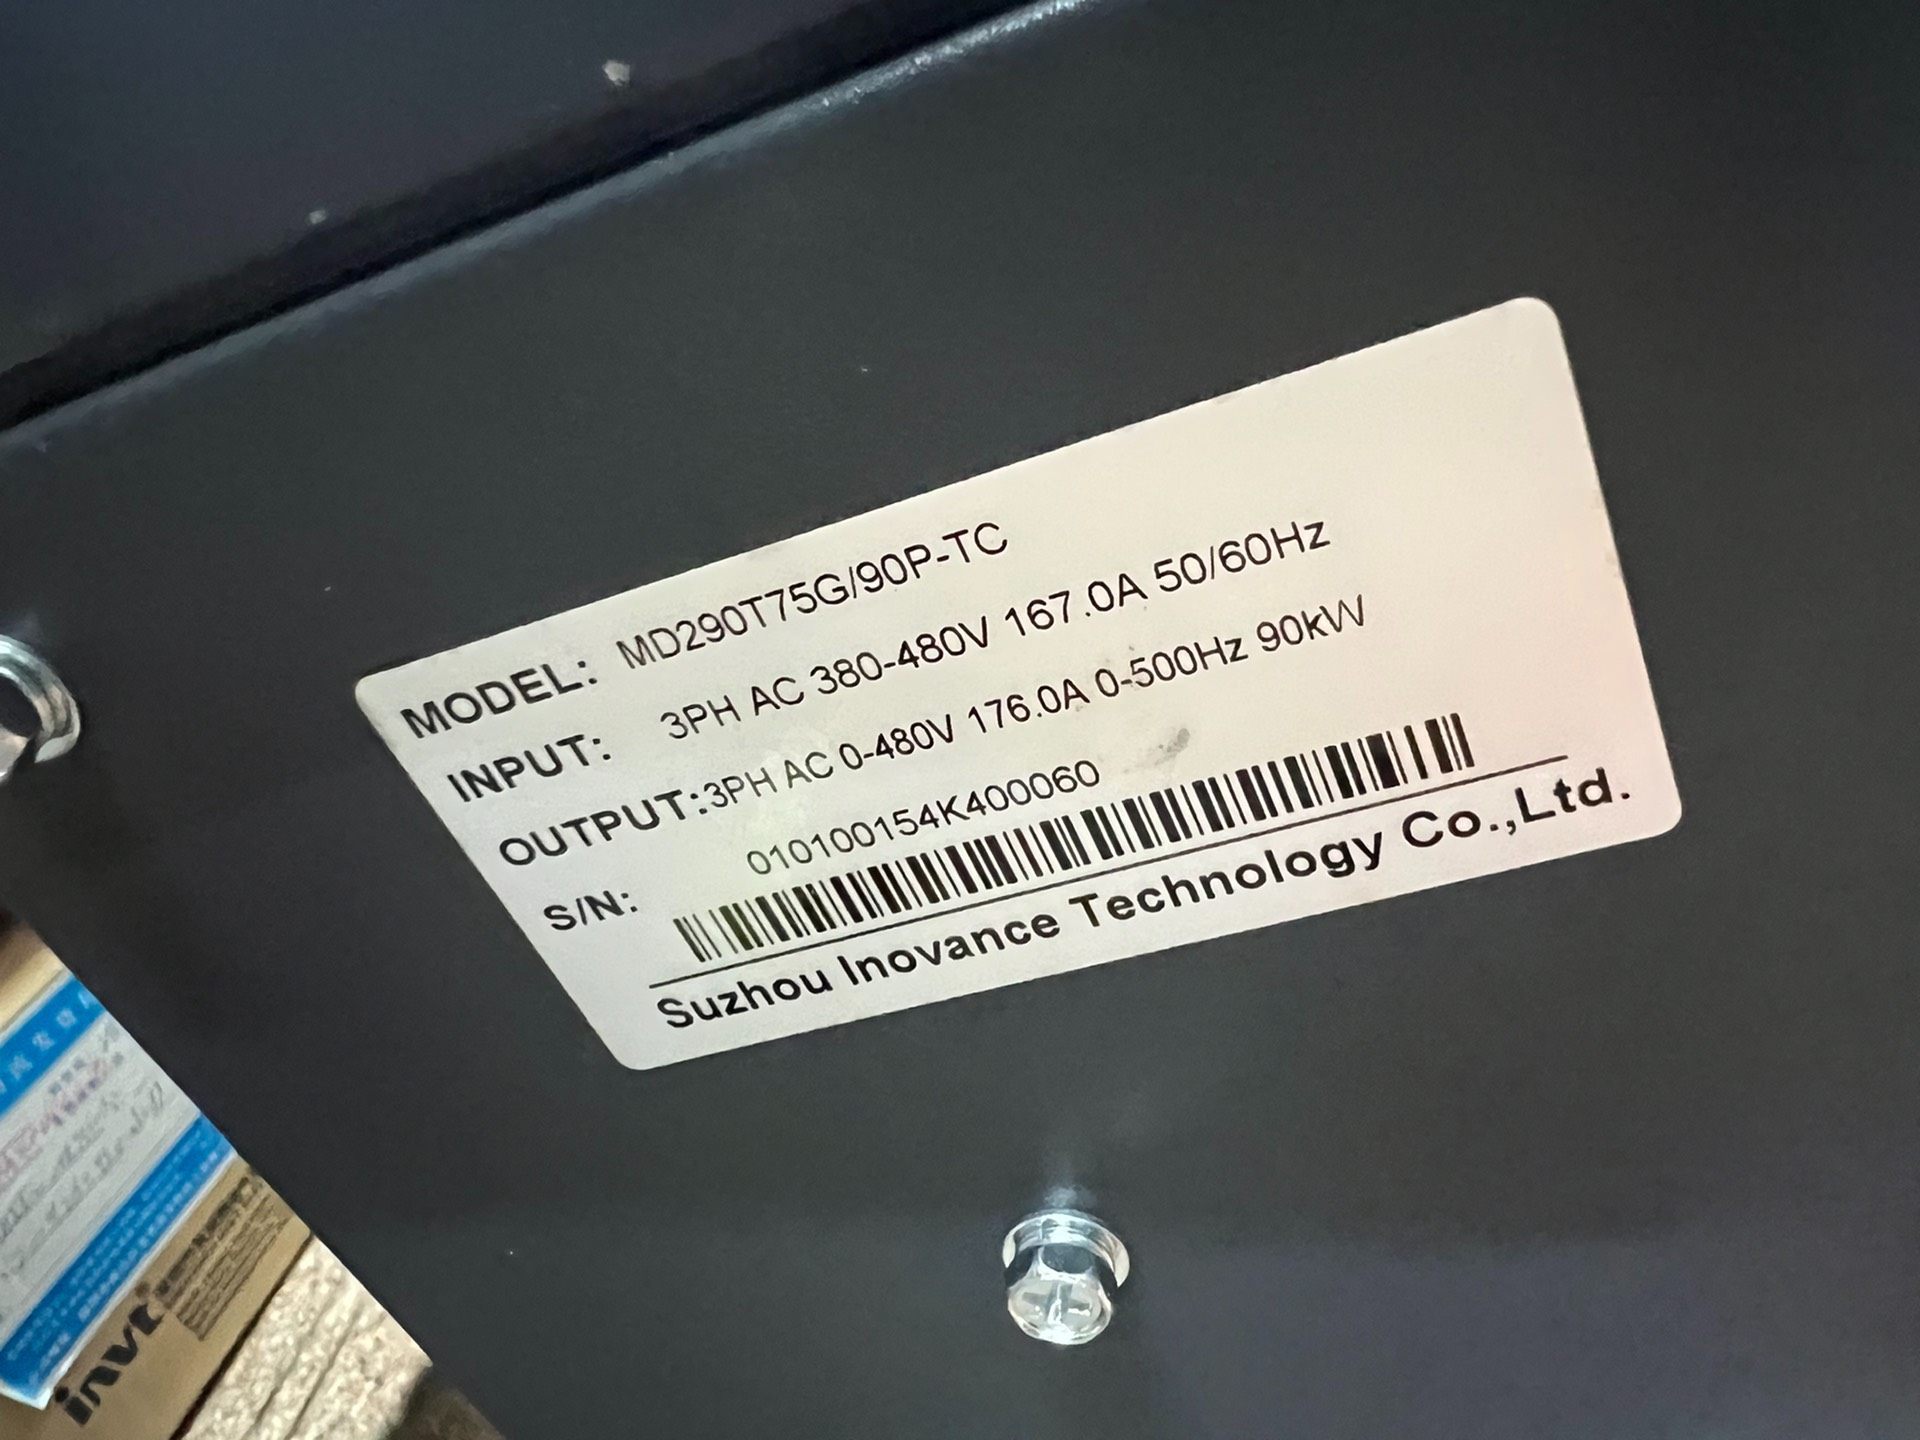 MODEL: MD290T75G/90P-TC
INPUT: 3PH AC 380-480V 167.0A 50/60Hz
OUTPUT:3PH AC 0-480V 176.0A 0-500Hz 90kW
S/N: 010100154K400060
Suzhou Inovance Technology Co.,Ltd.
invt